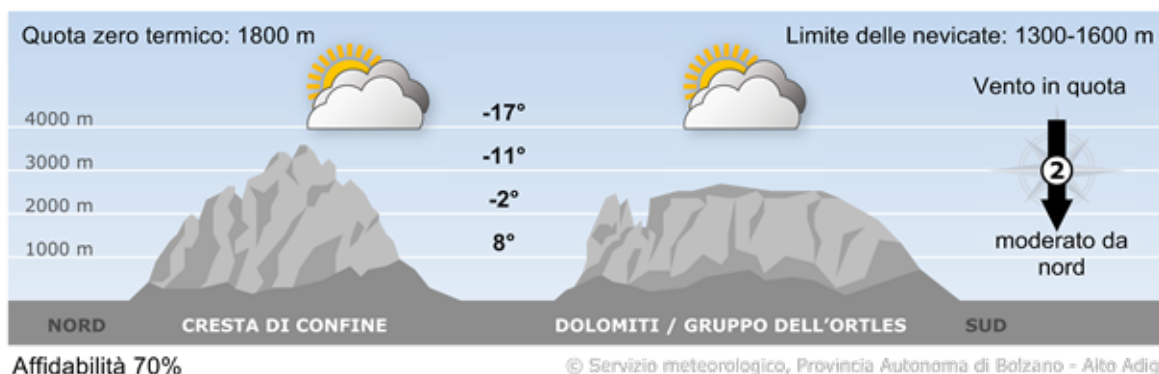 Quota zero termico: 1800 m
Limite delle nevicate: 1300-1600 m
Vento in quota
4000 m
-17°
3000 m
-11°
2
2000 m
-2°
1000 m
8°
moderato da
nord
NORD
CRESTA DI CONFINE
DOLOMITI / GRUPPO DELL'ORTLES
SUD
Affidabilità 70%
© Servizio meteorologico, Provincia Autonoma di Bolzano - Alto Adig